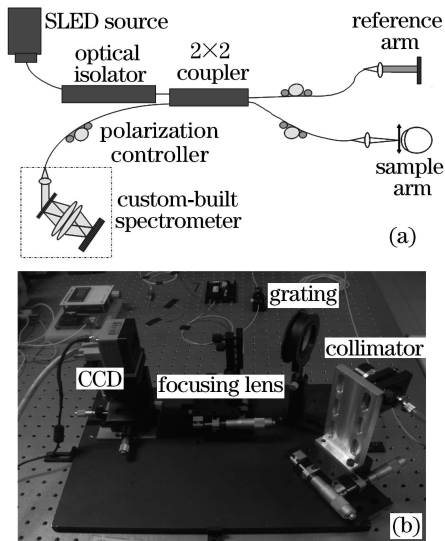 SLED source
optical
isolator
2×2
coupler
reference
arm
polarization
controller
custom-built
spectrometer
sample
arm
(a)
grating
collimator
CCD
focusing lens
(b)